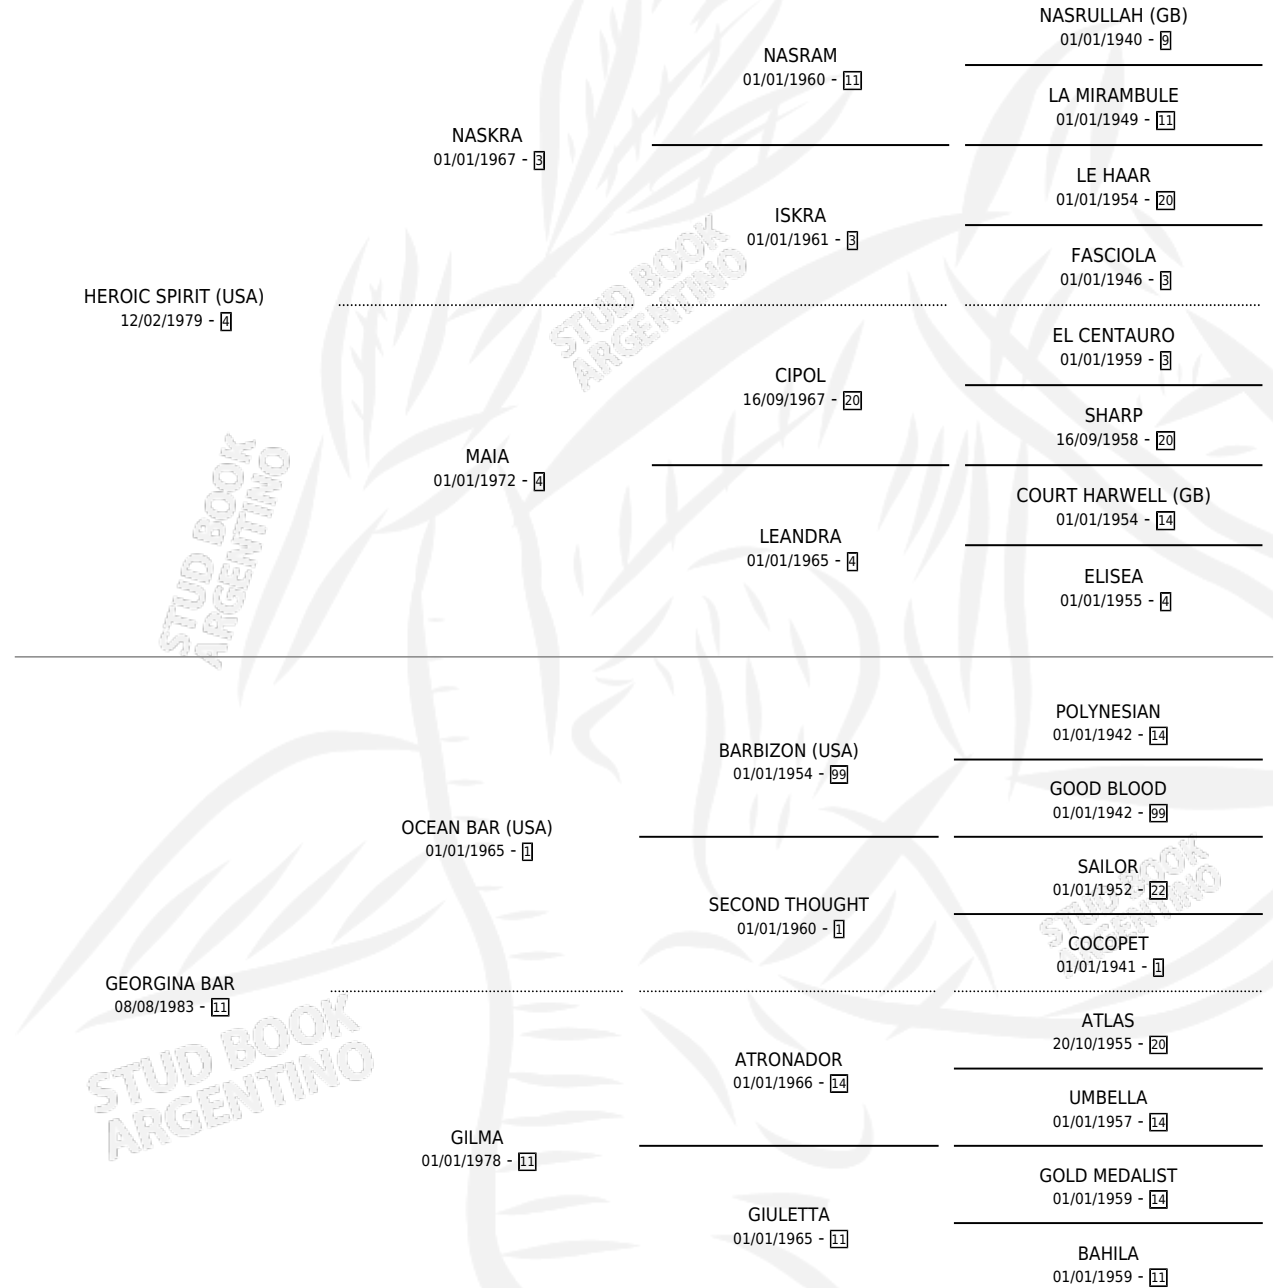 NASRULLAH (GB)
01/01/1940 - 9
NASRAM
01/01/1960 - 11
LA MIRAMBULE
01/01/1949 - 11
NASKRA
01/01/1967 - 3
LE HAAR
01/01/1954 - 20
ISKRA
01/01/1961 - 3
FASCIOLA
01/01/1946 - 3
HEROIC SPIRIT (USA)
12/02/1979 - 4
EL CENTAURO
01/01/1959 - 3
CIPOL
16/09/1967 - 20
SHARP
16/09/1958 - 20
MAIA
01/01/1972 - 4
COURT HARWELL (GB)
01/01/1954 - 14
LEANDRA
01/01/1965 - 4
ELISEA
01/01/1955 - 4
STUD BOOK
ARGENTINO
STUD BOOK
ARGENTINO
POLYNESIAN
01/01/1942 - 14
BARBIZON (USA)
01/01/1954 - 99
GOOD BLOOD
01/01/1942 - 99
OCEAN BAR (USA)
01/01/1965 - 1
SAILOR
01/01/1952 - 22
SECOND THOUGHT
01/01/1960 - 1
COCOPET
01/01/1941 - 1
GEORGINA BAR
08/08/1983 - 11
ATLAS
20/10/1955 - 20
ATRONADOR
01/01/1966 - 14
UMBELLA
01/01/1957 - 14
GILMA
01/01/1978 - 11
GOLD MEDALIST
01/01/1959 - 14
GIULETTA
01/01/1965 - 11
BAHILA
01/01/1959 - 11
STUD BOOK
ARGENTINO
STUD BOOK
ARGENTINO